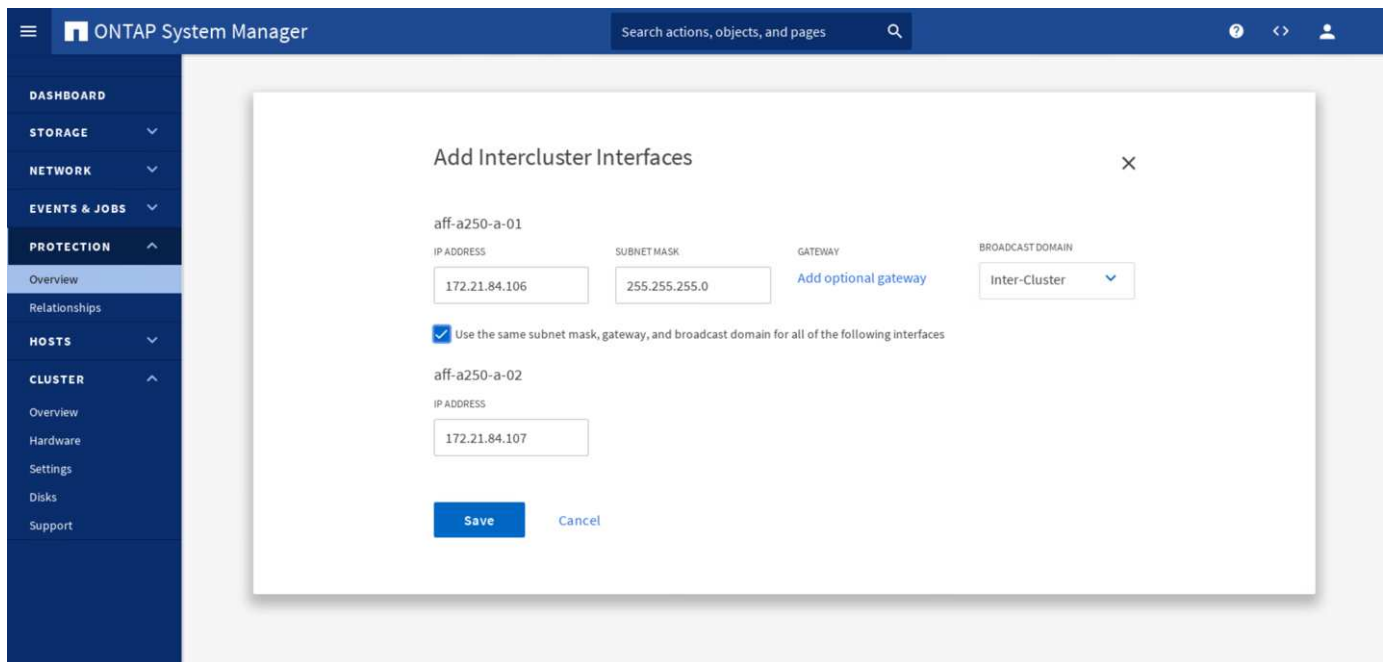 ONTAP System Manager
Search actions, objects, and pages
DASHBOARD
STORAGE
NETWORK
EVENTS & JOBS
PROTECTION
Overview
Relationships
HOSTS
CLUSTER
Overview
Hardware
Settings
Disks
Support
Add Intercluster Interfaces
aff-a250-a-01
IP ADDRESS SUBNET MASK GATEWAY BROADCAST DOMAIN
172.21.84.106 255.255.255.0 Add optional gateway Inter-Cluster
Use the same subnet mask, gateway, and broadcast domain for all of the following interfaces
aff-a250-a-02
IP ADDRESS
172.21.84.107
Save Cancel